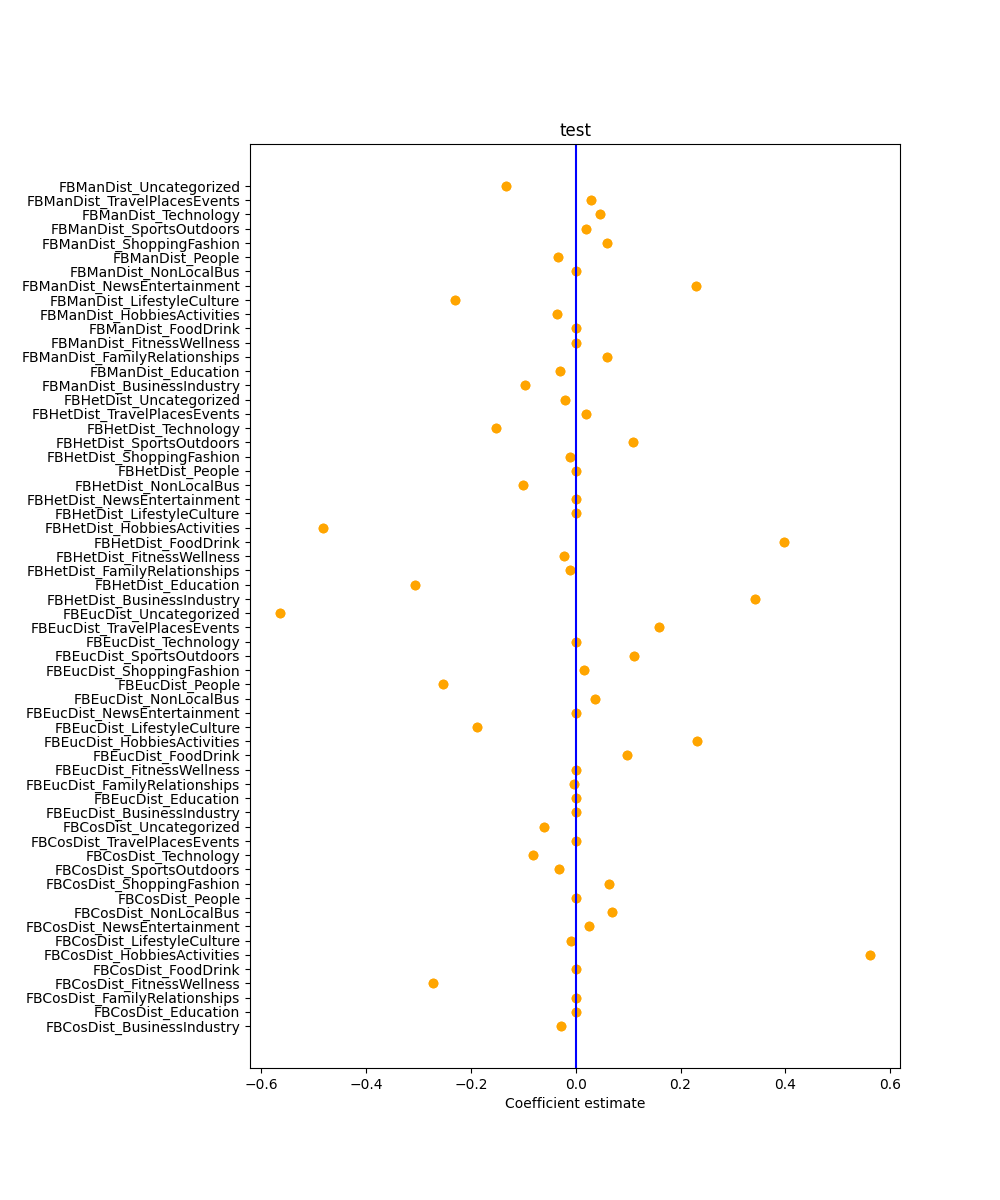 test
FBManDist_Uncategorized
FBManDist_TravelPlacesEvents
FBManDist_Technology
FBManDist_SportsOutdoors
FBManDist_ShoppingFashion
FBManDist_People
FBManDist_NonLocalBus
FBManDist_NewsEntertainment
FBManDist_LifestyleCulture
FBManDist_HobbiesActivities
FBManDist_FoodDrink
FBManDist_FitnessWellness
FBManDist_FamilyRelationships
FBManDist_Education
FBManDist_BusinessIndustry
FBHetDist_Uncategorized
FBHetDist_TravelPlacesEvents
FBHetDist_Technology
FBHetDist_SportsOutdoors
FBHetDist_ShoppingFashion
FBHetDist_People
FBHetDist_NonLocalBus
FBHetDist_NewsEntertainment
FBHetDist_LifestyleCulture
FBHetDist_HobbiesActivities
FBHetDist_FoodDrink
FBHetDist_FitnessWellness
FBHetDist_FamilyRelationships
FBHetDist_Education
FBHetDist_BusinessIndustry
FBEucDist_Uncategorized
FBEucDist_TravelPlacesEvents
FBEucDist_Technology
FBEucDist_SportsOutdoors
FBEucDist_ShoppingFashion
FBEucDist_People
FBEucDist_NonLocalBus
FBEucDist_NewsEntertainment
FBEucDist_LifestyleCulture
FBEucDist_HobbiesActivities
FBEucDist_FoodDrink
FBEucDist_FitnessWellness
FBEucDist_FamilyRelationships
FBEucDist_Education
FBEucDist_BusinessIndustry
FBCosDist_Uncategorized
FBCosDist_TravelPlacesEvents
FBCosDist_Technology
FBCosDist_SportsOutdoors
FBCosDist_ShoppingFashion
FBCosDist_People
FBCosDist_NonLocalBus
FBCosDist_NewsEntertainment
FBCosDist_LifestyleCulture
FBCosDist_HobbiesActivities
FBCosDist_FoodDrink
FBCosDist_FitnessWellness
FBCosDist_FamilyRelationships
FBCosDist_Education
FBCosDist_BusinessIndustry
−0.6 −0.4 −0.2 0.0 0.2 0.4 0.6
Coefficient estimate